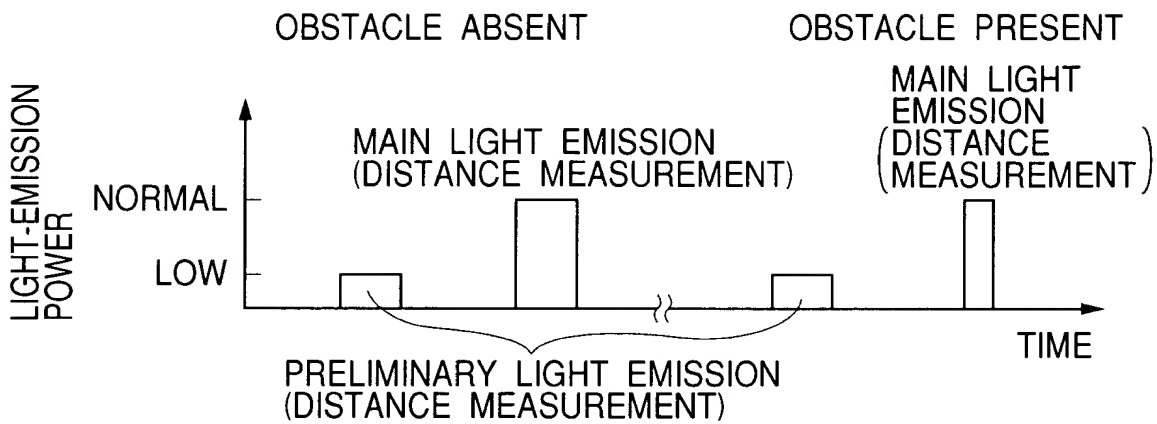 OBSTACLE ABSENT
OBSTACLE PRESENT
MAIN LIGHT EMISSION
(DISTANCE MEASUREMENT)
MAIN LIGHT
EMISSION
(DISTANCE
MEASUREMENT)
LIGHT-EMISSION
POWER
NORMAL
LOW
TIME
PRELIMINARY LIGHT EMISSION
(DISTANCE MEASUREMENT)